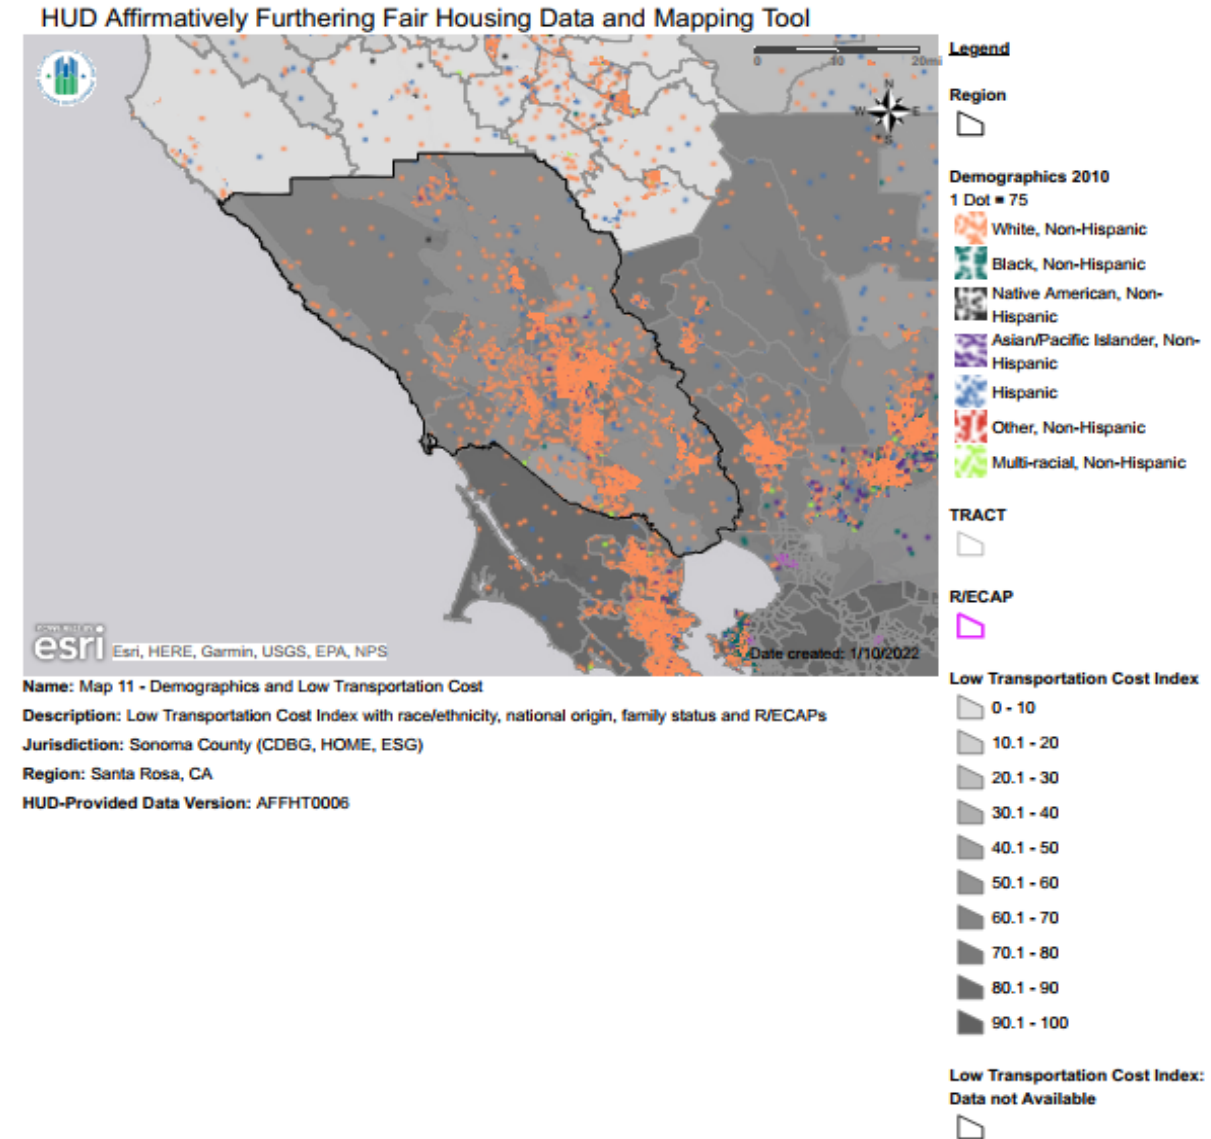 HUD Affirmatively Furthering Fair Housing Data and Mapping Tool
0 10 20mi
N
W E
S
POWERED BY
esri
Esri, HERE, Garmin, USGS, EPA, NPS
Date created: 1/10/2022
Name: Map 11 - Demographics and Low Transportation Cost
Description: Low Transportation Cost Index with race/ethnicity, national origin, family status and R/ECAPs
Jurisdiction: Sonoma County (CDBG, HOME, ESG)
Region: Santa Rosa, CA
HUD-Provided Data Version: AFFHT0006
Legend
Region
Demographics 2010
1 Dot = 75
White, Non-Hispanic
Black, Non-Hispanic
Native American, Non-
Hispanic
Asian/Pacific Islander, Non-
Hispanic
Hispanic
Other, Non-Hispanic
Multi-racial, Non-Hispanic
TRACT
R/ECAP
Low Transportation Cost Index
0 - 10
10.1 - 20
20.1 - 30
30.1 - 40
40.1 - 50
50.1 - 60
60.1 - 70
70.1 - 80
80.1 - 90
90.1 - 100
Low Transportation Cost Index:
Data not Available